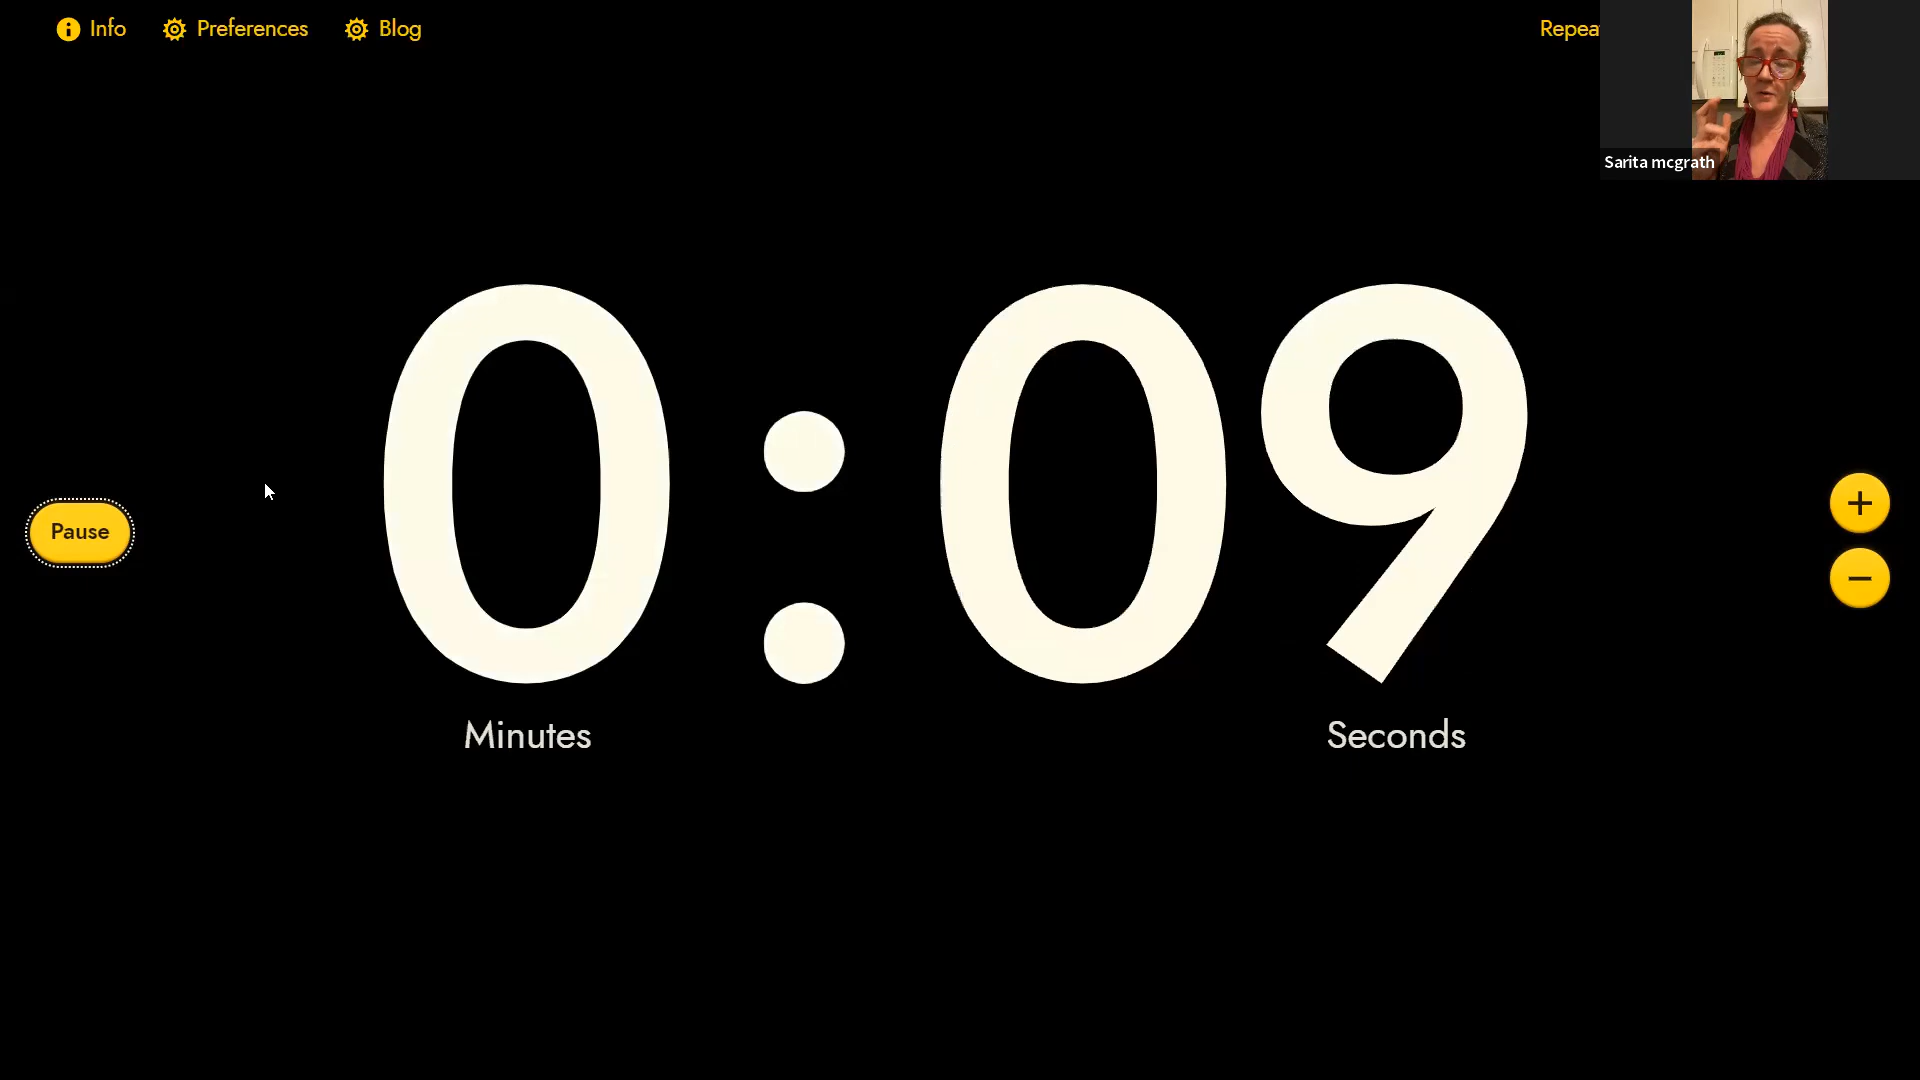 Info Preferences Blog Repea
Sarita mcgrath
0:09
Pause
+
−
Minutes Seconds